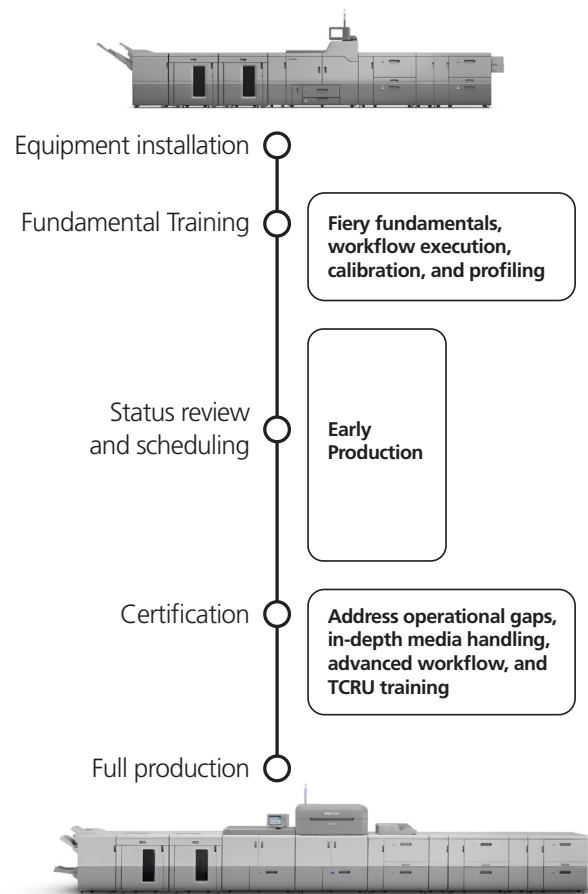 Equipment installation
Fundamental Training
Fiery fundamentals,
workflow execution,
calibration, and profiling
Status review
and scheduling
Early
Production
Certification
Address operational gaps,
in-depth media handling,
advanced workflow, and
TCRU training
Full production